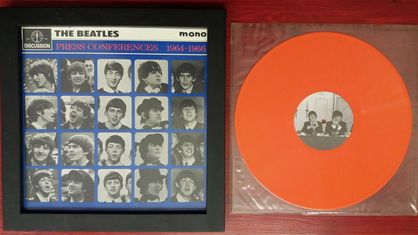 THE BEATLES
mono
DISCUSSION
PRESS CONFERENCES 1964-1966